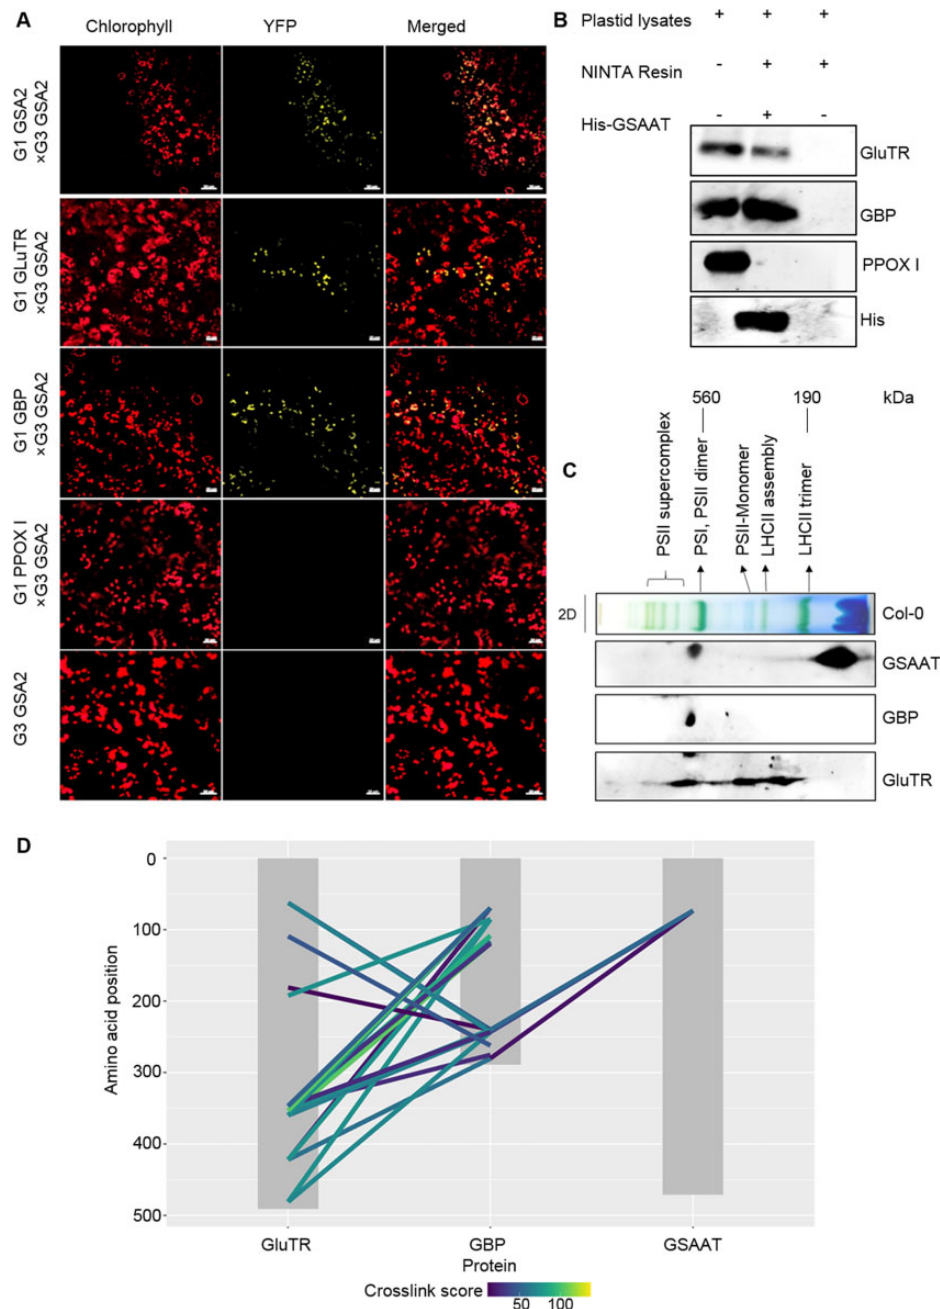 A
Chlorophyll YFP Merged
G1 GSA2
×G3 GSA2
G1 GLuTR
×G3 GSA2
G1 GBP
×G3 GSA2
G1 PPOX I
×G3 GSA2
G3 GSA2
B
Plastid lysates + + +
NINTA Resin - + +
His-GSAAT - + -
GluTR
GBP
PPOX I
His
C
560 190 kDa
PSII supercomplex
PSI, PSII dimer
PSII-Monomer
LHCII assembly
LHCII trimer
2D
Col-0
GSAAT
GBP
GluTR
D
Amino acid position
0
100
200
300
400
500
GluTR GBP GSAAT
Protein
Crosslink score
50 100